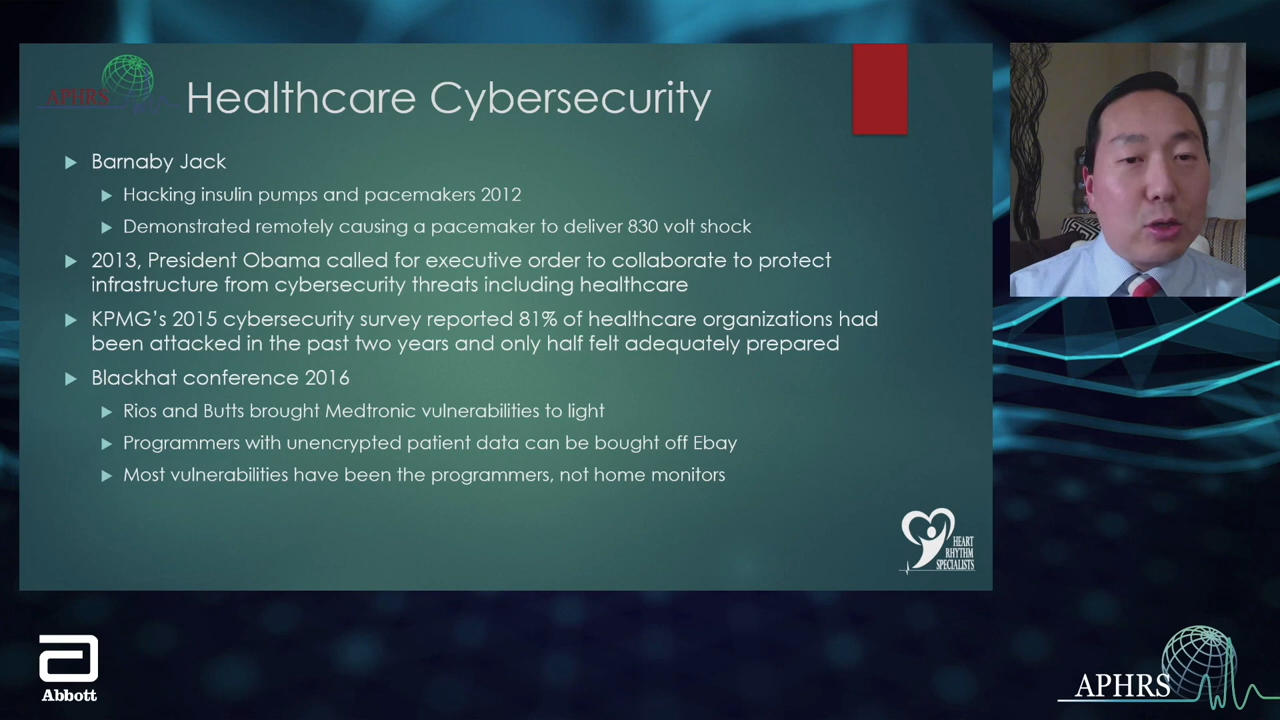 APHRS
Healthcare Cybersecurity
Barnaby Jack
Hacking insulin pumps and pacemakers 2012
Demonstrated remotely causing a pacemaker to deliver 830 volt shock
2013, President Obama called for executive order to collaborate to protect
infrastructure from cybersecurity threats including healthcare
KPMG's 2015 cybersecurity survey reported 81% of healthcare organizations had
been attacked in the past two years and only half felt adequately prepared
Blackhat conference 2016
Rios and Butts brought Medtronic vulnerabilities to light
Programmers with unencrypted patient data can be bought off Ebay
Most vulnerabilities have been the programmers, not home monitors
HEART
RHYTHM
SPECIALISTS
Abbott
APHRS